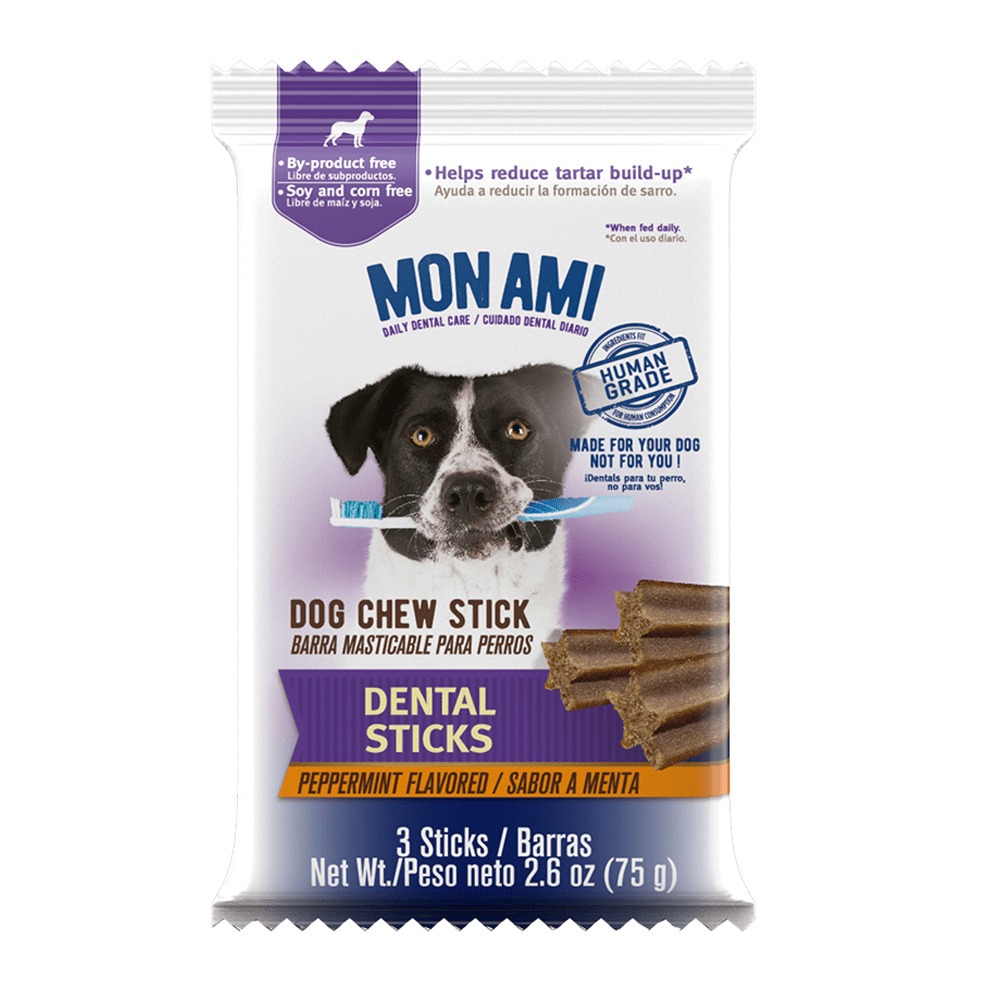 • By-product free
Libre de subproductos.
• Soy and corn free
Libre de maíz y soja.
• Helps reduce tartar build-up*
Ayuda a reducir la formación de sarro.
*When fed daily.
*Con el uso diario.
MON AMI
DAILY DENTAL CARE / CUIDADO DENTAL DIARIO
INGREDIENTS FIT
HUMAN
GRADE
FOR HUMAN CONSUMPTION
MADE FOR YOUR DOG
NOT FOR YOU !
¡Dentals para tu perro,
no para vos!
DOG CHEW STICK
BARRA MASTICABLE PARA PERROS
DENTAL
STICKS
PEPPERMINT FLAVORED / SABOR A MENTA
3 Sticks / Barras
Net Wt./Peso neto 2.6 oz (75 g)